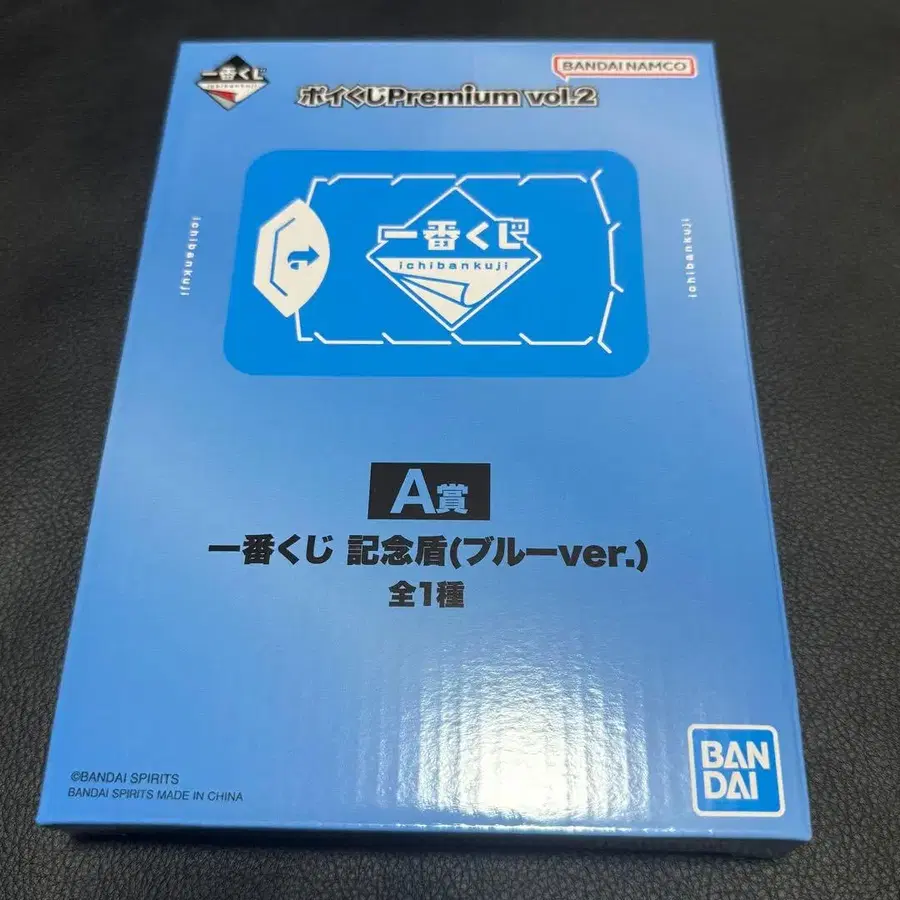 一番くじ
ichibankuji
BANDAI NAMCO
ポイくじPremium vol.2
ichibankuji
ichibankuji
一番くじ
ichibankuji
A賞
一番くじ 記念盾(ブルーver.)
全1種
©BANDAI SPIRITS
BANDAI SPIRITS MADE IN CHINA
BAN
DAI